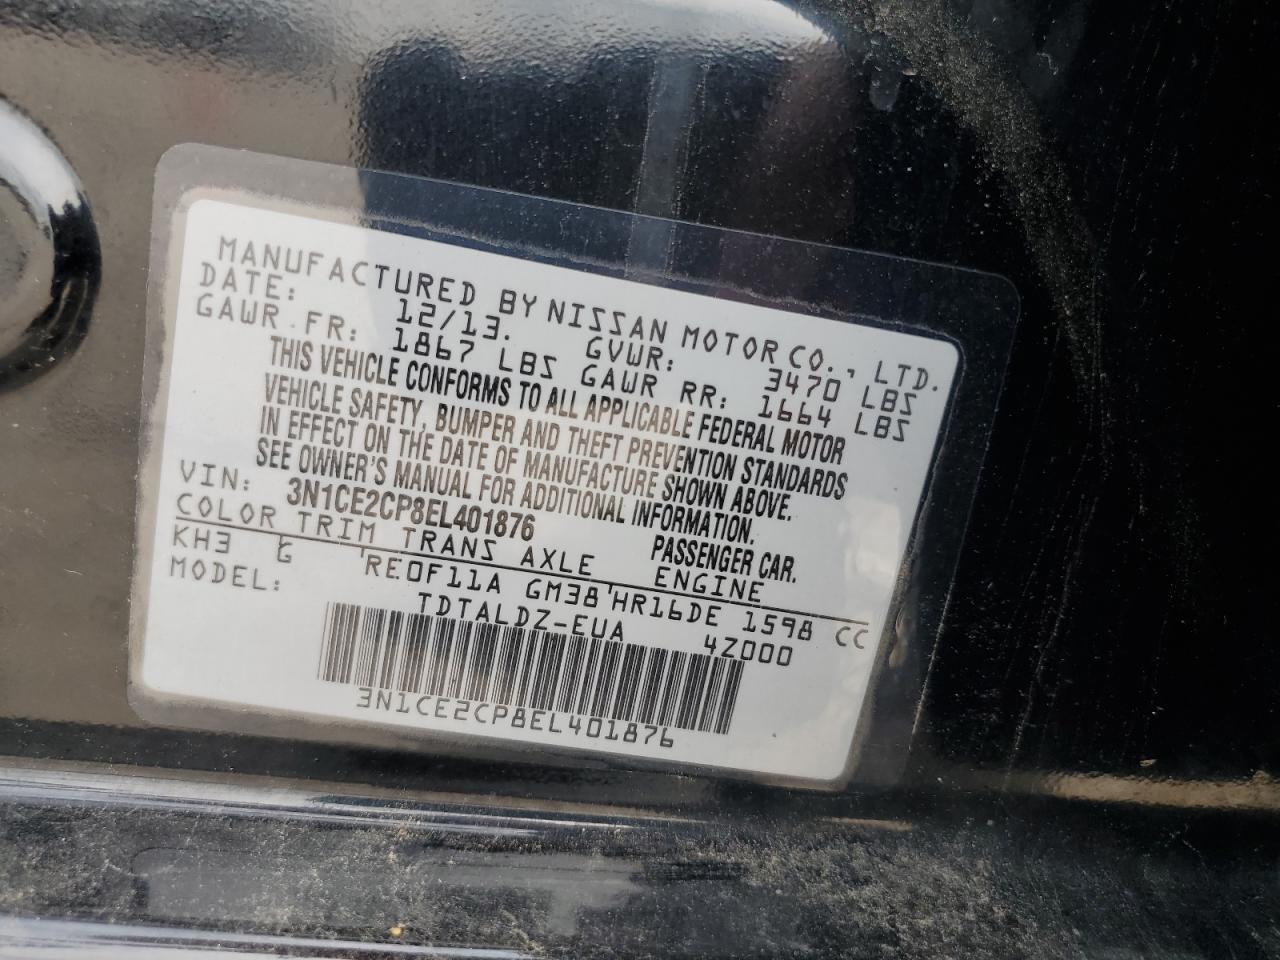 MANUFACTURED BY NISSAN MOTOR CO., LTD.
DATE: 12/13. GVWR: 3470 LBS
GAWR FR: 1867 LBS GAWR RR: 1664 LBS
THIS VEHICLE CONFORMS TO ALL APPLICABLE FEDERAL MOTOR
VEHICLE SAFETY, BUMPER AND THEFT PREVENTION STANDARDS
IN EFFECT ON THE DATE OF MANUFACTURE SHOWN ABOVE.
SEE OWNER'S MANUAL FOR ADDITIONAL INFORMATION.
VIN: 3N1CE2CP8EL401876 PASSENGER CAR.
COLOR TRIM TRANS AXLE ENGINE
KH3 G RE0F11A GM38 HR16DE 1598 CC
MODEL: TDTALDZ-EUA 4Z000
3N1CE2CP8EL401876